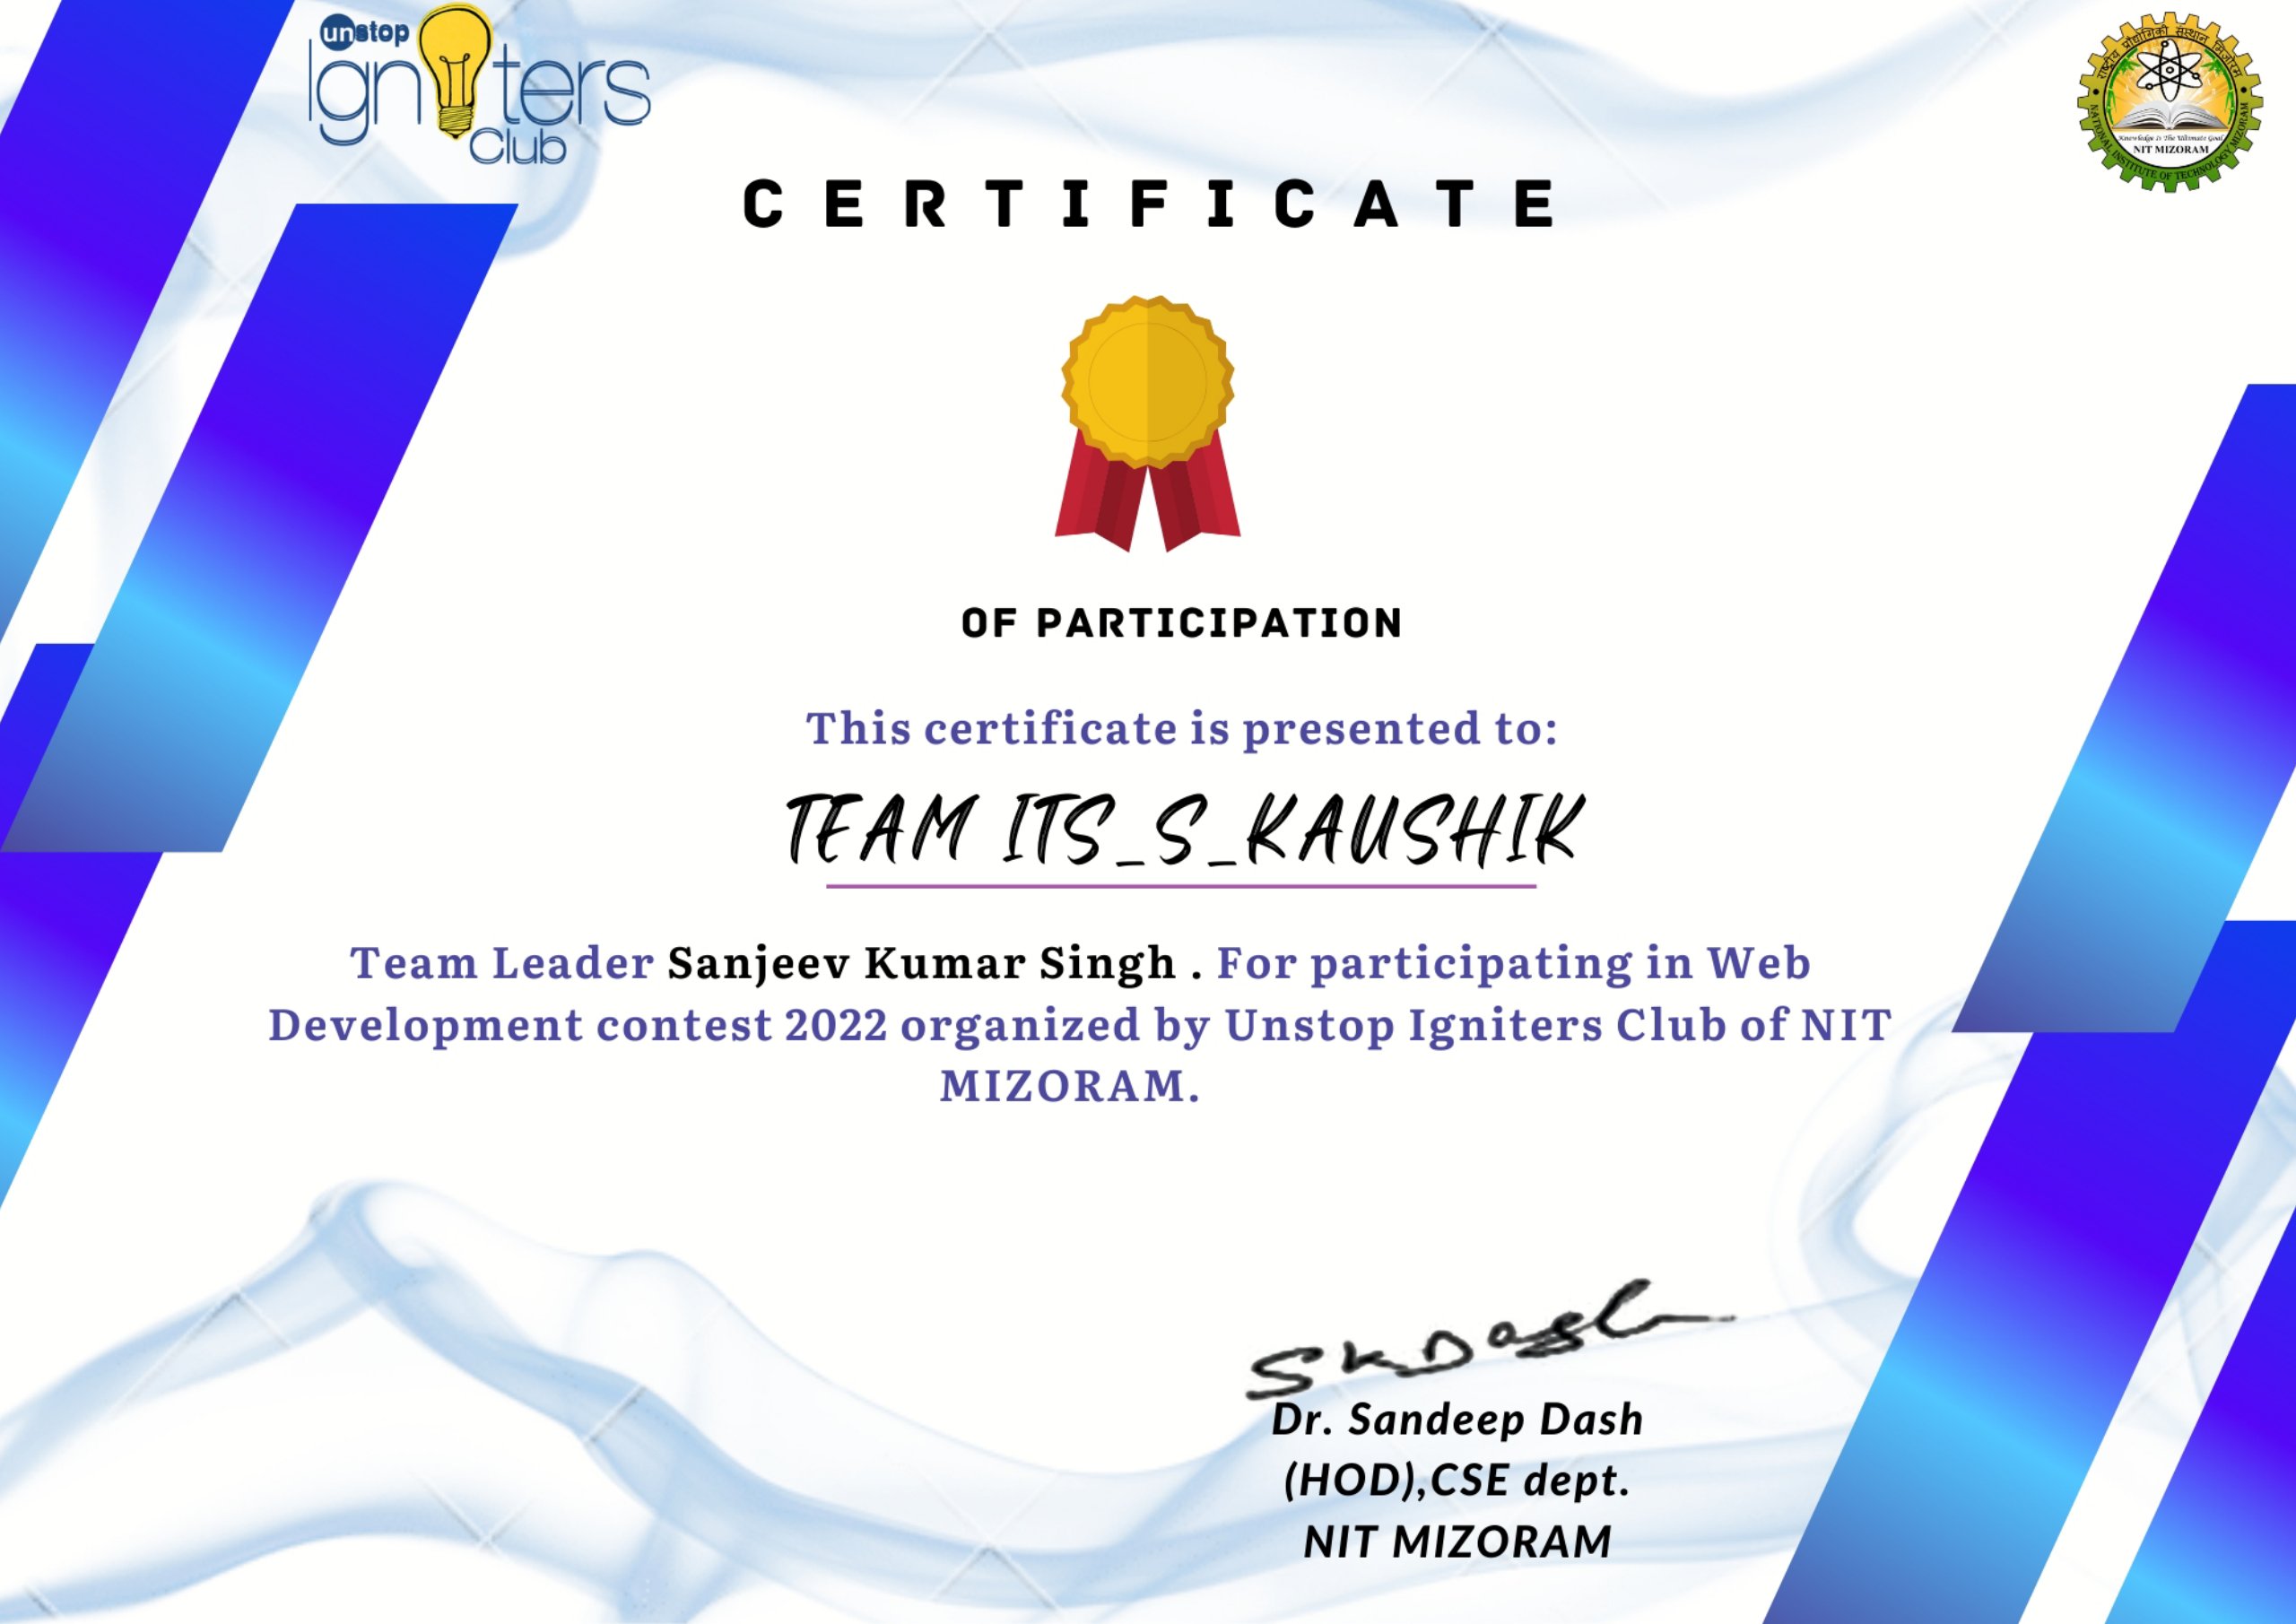 unstop
Igniters
Club
राष्ट्रीय प्रौद्योगिकी संस्थान मिजोरम
Knowledge Is The Ultimate Goal
NIT MIZORAM
NATIONAL INSTITUTE OF TECHNOLOGY MIZORAM
CERTIFICATE
OF PARTICIPATION
This certificate is presented to:
TEAM ITS_S_KAUSHIK
Team Leader Sanjeev Kumar Singh . For participating in Web
Development contest 2022 organized by Unstop Igniters Club of NIT
MIZORAM.
SKDash
Dr. Sandeep Dash
(HOD),CSE dept.
NIT MIZORAM